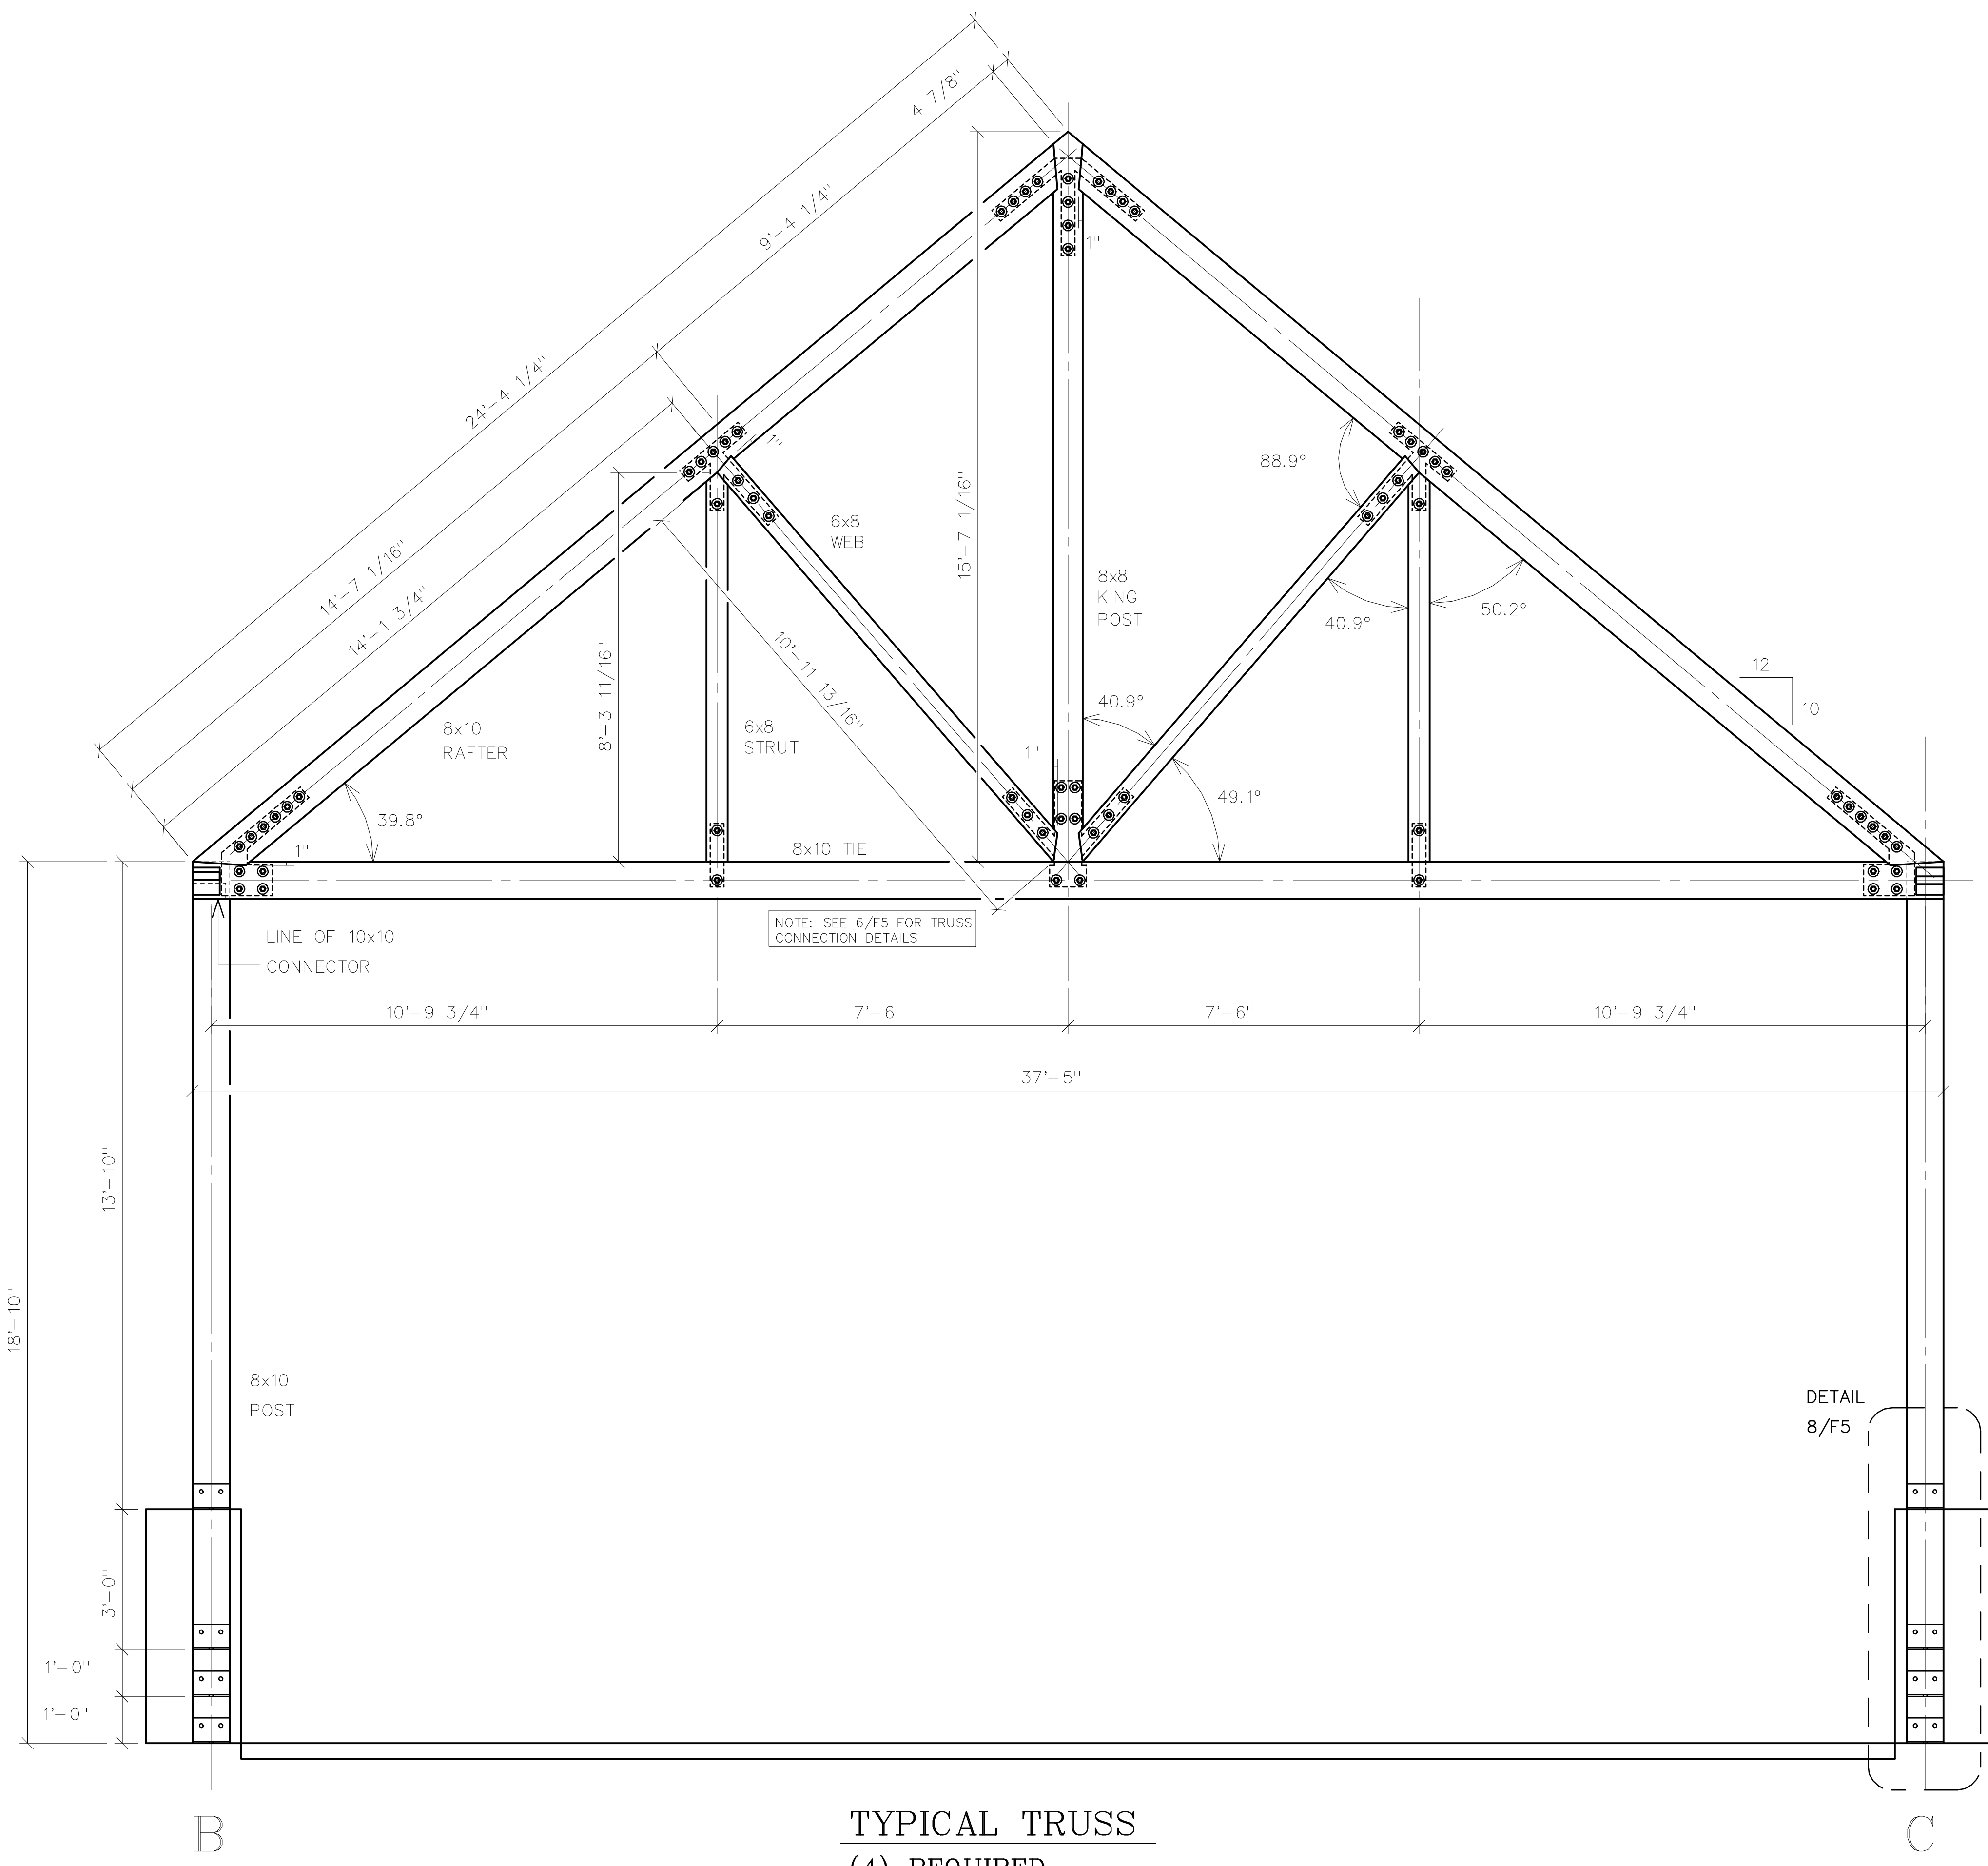 4 7/8"
9'-4 1/4"
24'-4 1/4"
14'-7 1/16"
14'-1 3/4"
1"
1"
88.9°
6x8
WEB
15'-7 1/16"
8x8
KING
POST
50.2°
40.9°
10'-11 13/16"
8'-3 11/16"
12
10
40.9°
8x10
RAFTER
6x8
STRUT
1"
49.1°
39.8°
1"
8x10 TIE
NOTE: SEE 6/F5 FOR TRUSS
CONNECTION DETAILS
LINE OF 10x10
CONNECTOR
10'-9 3/4"
7'-6"
7'-6"
10'-9 3/4"
37'-5"
13'-10"
18'-10"
8x10
POST
DETAIL
8/F5
3'-0"
1'-0"
1'-0"
B
C
TYPICAL TRUSS
(4) REQUIRED